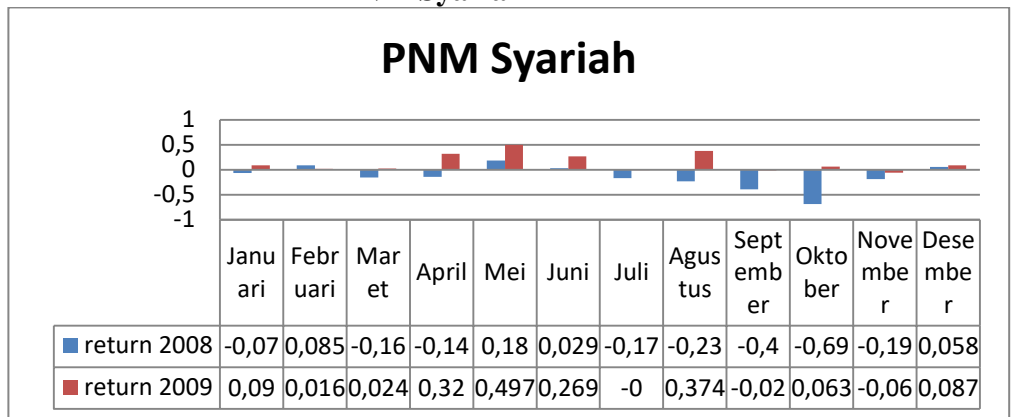 PNM Syariah
1
0,5
0
-0,5
-1
Janu
ari
Febr
uari
Mar
et
April
Mei
Juni
Juli
Agus
tus
Sept
emb
er
Okto
ber
Nove
mbe
r
Dese
mbe
r
return 2008 -0,07 0,085 -0,16 -0,14 0,18 0,029 -0,17 -0,23 -0,4 -0,69 -0,19 0,058
return 2009 0,09 0,016 0,024 0,32 0,497 0,269 -0 0,374 -0,02 0,063 -0,06 0,087